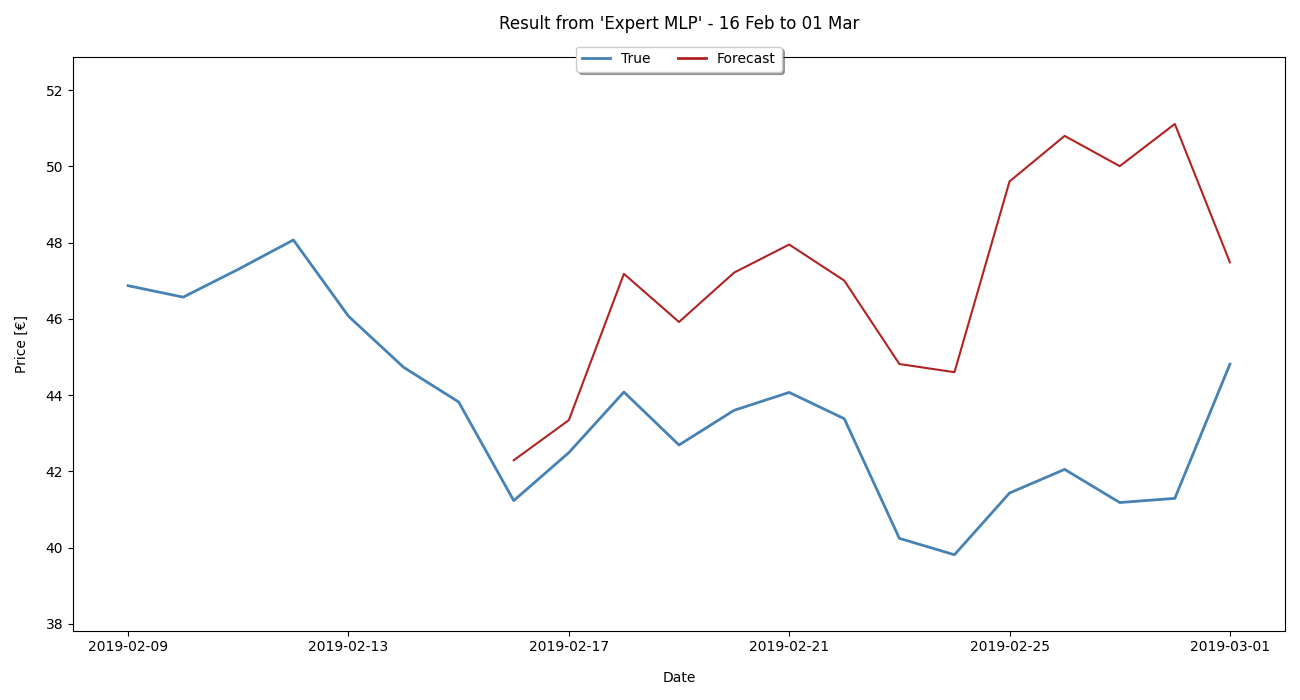 Result from 'Expert MLP' - 16 Feb to 01 Mar
True Forecast
52
50
48
46
44
42
40
38
Price [€]
2019-02-09 2019-02-13 2019-02-17 2019-02-21 2019-02-25 2019-03-01
Date